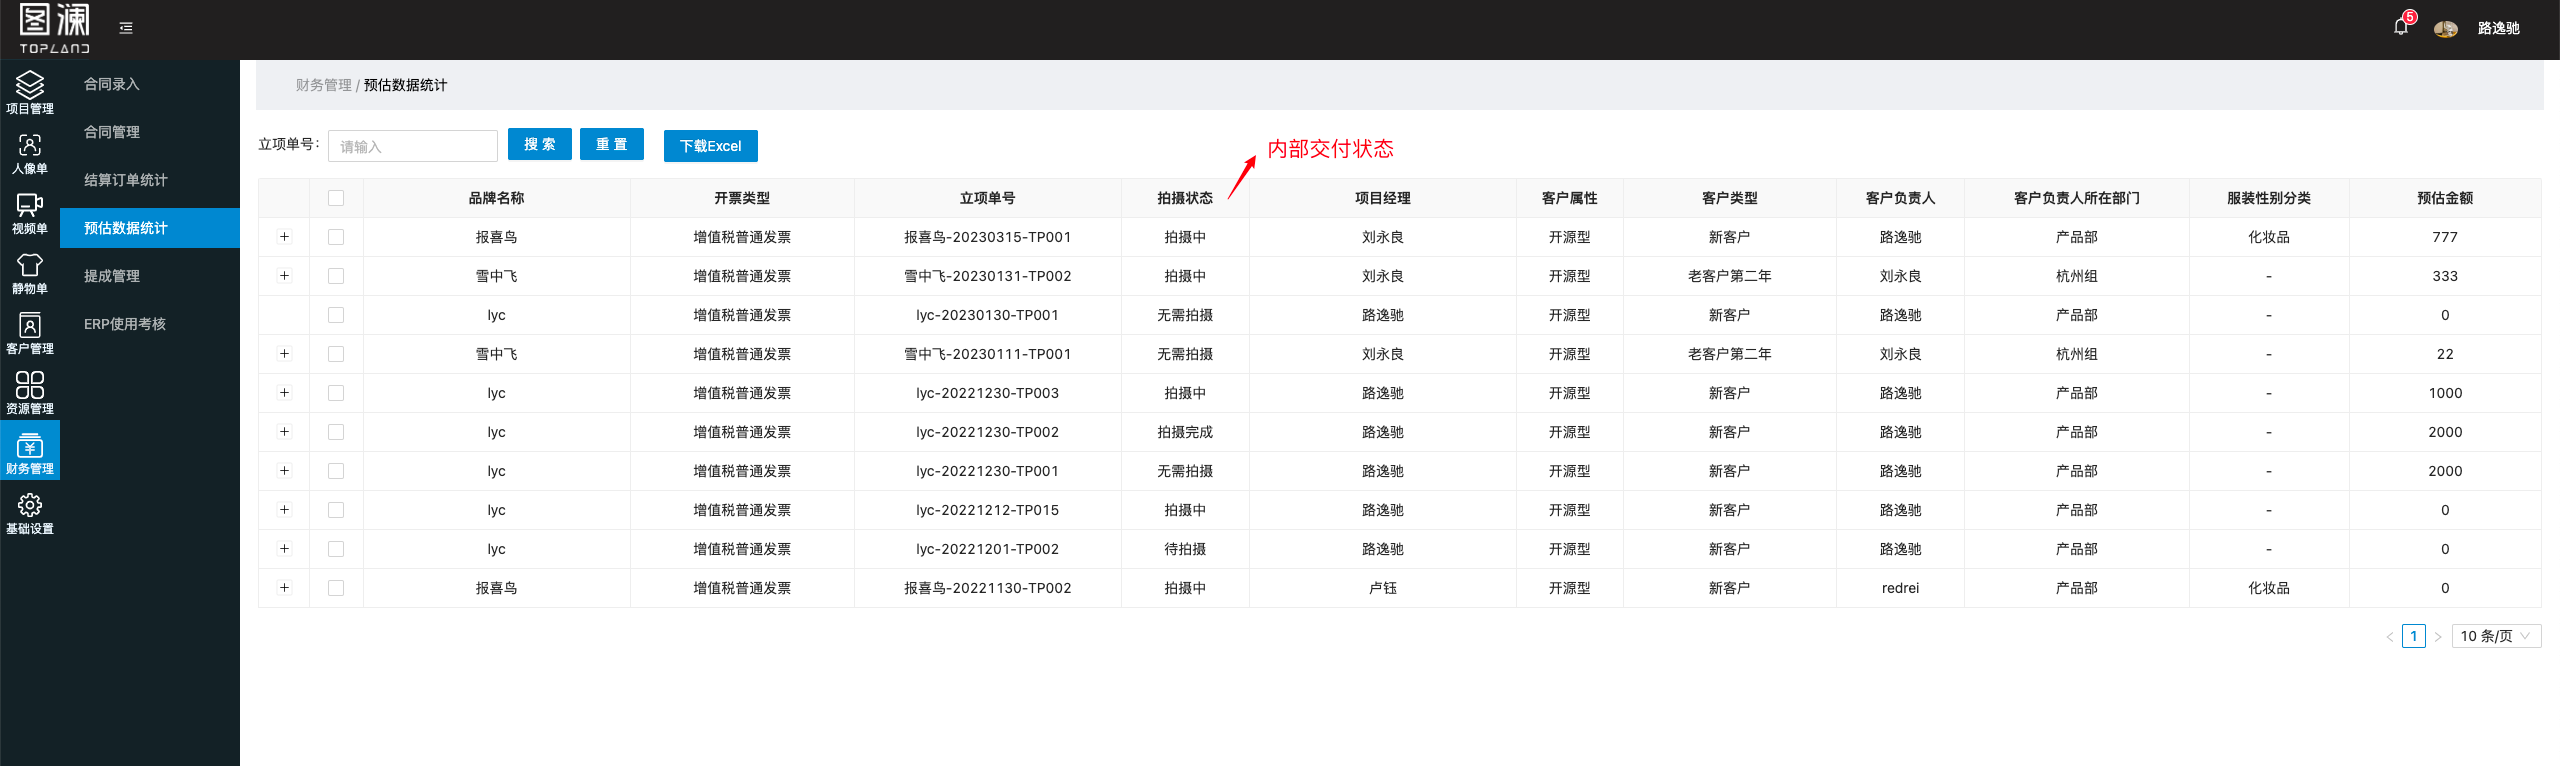 图澜
TOPLAND
5
路逸驰
项目管理
人像单
视频单
静物单
客户管理
资源管理
财务管理
基础设置
合同录入
合同管理
结算订单统计
预估数据统计
提成管理
ERP使用考核
财务管理 / 预估数据统计
立项单号: 请输入 搜 索 重 置 下载Excel
内部交付状态
品牌名称 开票类型 立项单号 拍摄状态 项目经理 客户属性 客户类型 客户负责人 客户负责人所在部门 服装性别分类 预估金额
+ 报喜鸟 增值税普通发票 报喜鸟-20230315-TP001 拍摄中 刘永良 开源型 新客户 路逸驰 产品部 化妆品 777
+ 雪中飞 增值税普通发票 雪中飞-20230131-TP002 拍摄中 刘永良 开源型 老客户第二年 刘永良 杭州组 - 333
lyc 增值税普通发票 lyc-20230130-TP001 无需拍摄 路逸驰 开源型 新客户 路逸驰 产品部 - 0
+ 雪中飞 增值税普通发票 雪中飞-20230111-TP001 无需拍摄 刘永良 开源型 老客户第二年 刘永良 杭州组 - 22
+ lyc 增值税普通发票 lyc-20221230-TP003 拍摄中 路逸驰 开源型 新客户 路逸驰 产品部 - 1000
+ lyc 增值税普通发票 lyc-20221230-TP002 拍摄完成 路逸驰 开源型 新客户 路逸驰 产品部 - 2000
+ lyc 增值税普通发票 lyc-20221230-TP001 无需拍摄 路逸驰 开源型 新客户 路逸驰 产品部 - 2000
+ lyc 增值税普通发票 lyc-20221212-TP015 拍摄中 路逸驰 开源型 新客户 路逸驰 产品部 - 0
+ lyc 增值税普通发票 lyc-20221201-TP002 待拍摄 路逸驰 开源型 新客户 路逸驰 产品部 - 0
+ 报喜鸟 增值税普通发票 报喜鸟-20221130-TP002 拍摄中 卢钰 开源型 新客户 redrei 产品部 化妆品 0
< 1 > 10 条/页